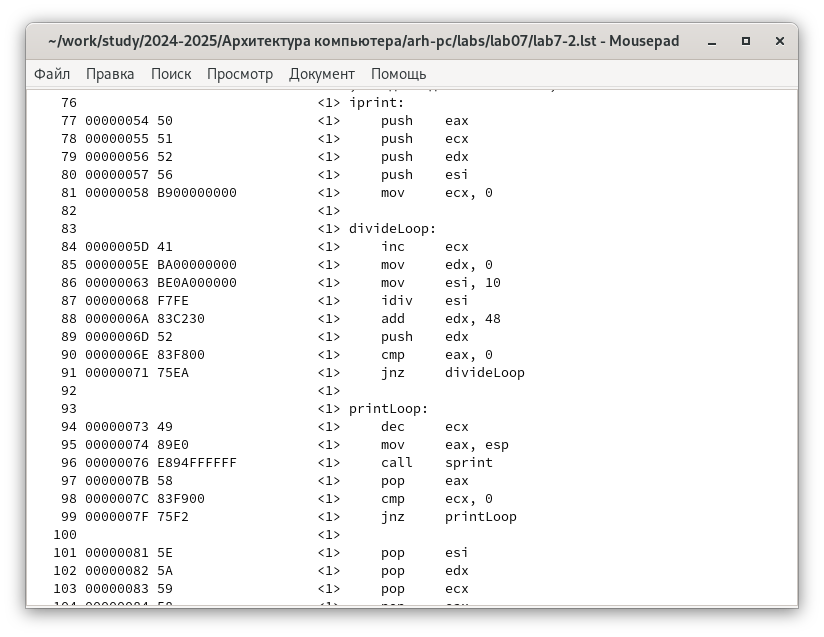 ~/work/study/2024-2025/Архитектура компьютера/arh-pc/labs/lab07/lab7-2.lst - Mousepad
Файл Правка Поиск Просмотр Документ Помощь
76 <1> iprint:
77 00000054 50 <1> push eax
78 00000055 51 <1> push ecx
79 00000056 52 <1> push edx
80 00000057 56 <1> push esi
81 00000058 B900000000 <1> mov ecx, 0
82 <1>
83 <1> divideLoop:
84 0000005D 41 <1> inc ecx
85 0000005E BA00000000 <1> mov edx, 0
86 00000063 BE0A000000 <1> mov esi, 10
87 00000068 F7FE <1> idiv esi
88 0000006A 83C230 <1> add edx, 48
89 0000006D 52 <1> push edx
90 0000006E 83F800 <1> cmp eax, 0
91 00000071 75EA <1> jnz divideLoop
92 <1>
93 <1> printLoop:
94 00000073 49 <1> dec ecx
95 00000074 89E0 <1> mov eax, esp
96 00000076 E894FFFFFF <1> call sprint
97 0000007B 58 <1> pop eax
98 0000007C 83F900 <1> cmp ecx, 0
99 0000007F 75F2 <1> jnz printLoop
100 <1>
101 00000081 5E <1> pop esi
102 00000082 5A <1> pop edx
103 00000083 59 <1> pop ecx